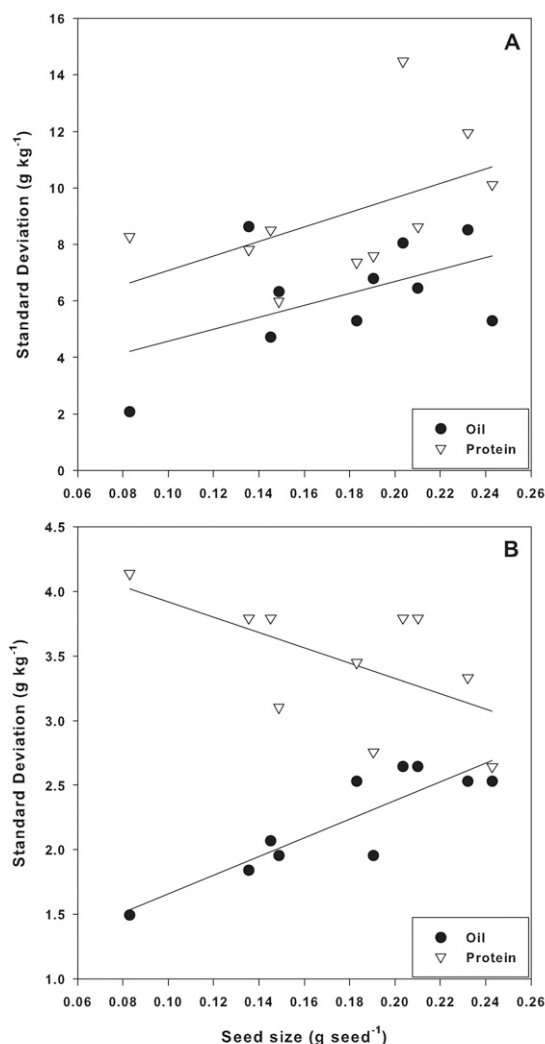 A
16
14
12
10
8
6
4
2
0
Standard Deviation (g kg⁻¹)
Oil
Protein
0.06 0.08 0.10 0.12 0.14 0.16 0.18 0.20 0.22 0.24 0.26
B
4.5
4.0
3.5
3.0
2.5
2.0
1.5
1.0
Standard Deviation (g kg⁻¹)
Oil
Protein
0.06 0.08 0.10 0.12 0.14 0.16 0.18 0.20 0.22 0.24 0.26
Seed size (g seed⁻¹)